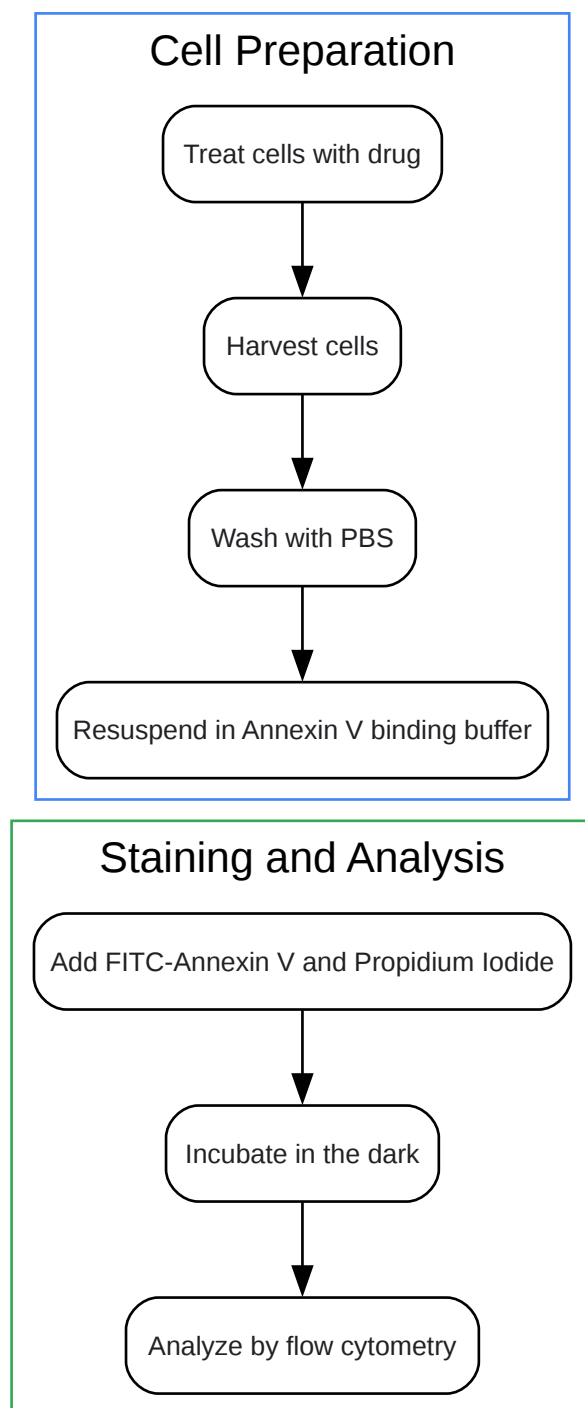 Cell Preparation
Treat cells with drug
Harvest cells
Wash with PBS
Resuspend in Annexin V binding buffer
Staining and Analysis
Add FITC-Annexin V and Propidium Iodide
Incubate in the dark
Analyze by flow cytometry